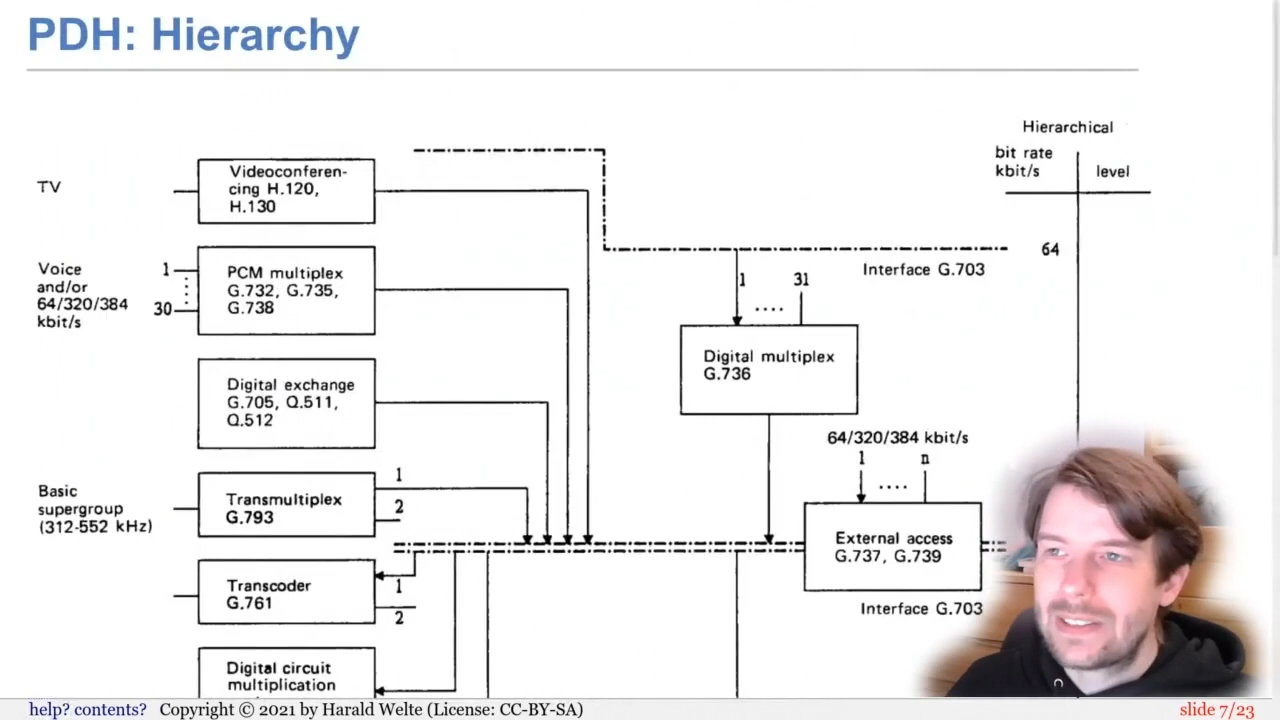 PDH: Hierarchy
Hierarchical
bit rate
kbit/s
level
TV
Videoconferen-
cing H.120,
H.130
64
Interface G.703
Voice
and/or
64/320/384
kbit/s
1
30
PCM multiplex
G.732, G.735,
G.738
1
31
Digital multiplex
G.736
Digital exchange
G.705, Q.511,
Q.512
64/320/384 kbit/s
1
n
Basic
supergroup
(312-552 kHz)
Transmultiplex
G.793
1
2
External access
G.737, G.739
Interface G.703
Transcoder
G.761
1
2
Digital circuit
multiplication
help? contents? Copyright © 2021 by Harald Welte (License: CC-BY-SA)
slide 7/23